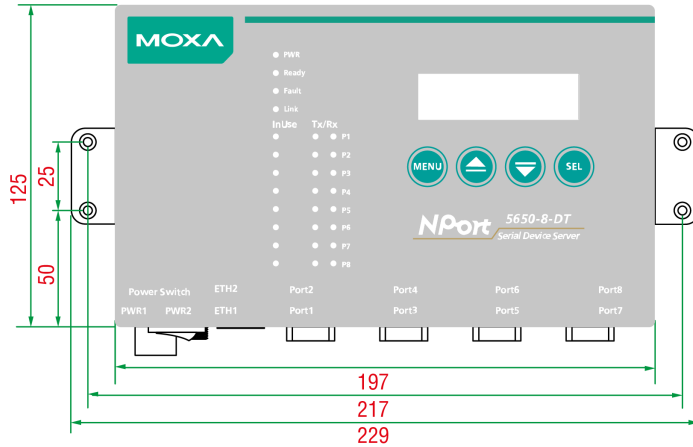 MOXA
PWR
Ready
Fault
Link
InUse Tx/Rx
P1
P2
P3
P4
P5
P6
P7
P8
MENU
SEL
NPort 5650-8-DT
Serial Device Server
Power Switch ETH2 Port2 Port4 Port6 Port8
PWR1 PWR2 ETH1 Port1 Port3 Port5 Port7
125
25
50
197
217
229